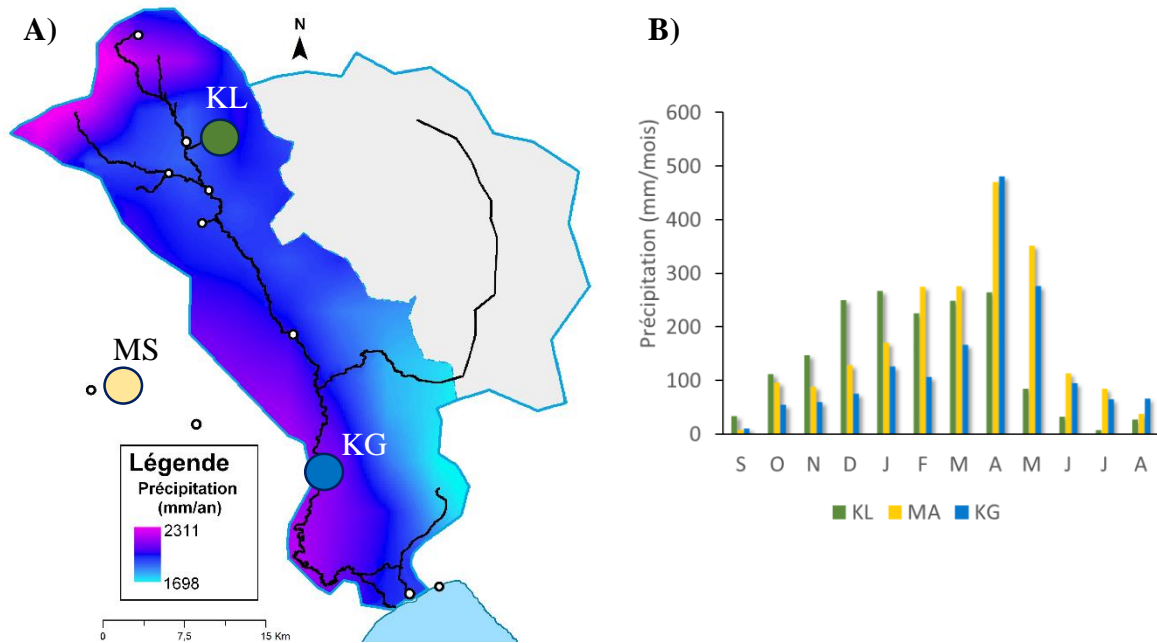 A)
N
KL
MS
KG
Légende
Précipitation
(mm/an)
2311
1698
0 7,5 15 Km
B)
Précipitation (mm/mois)
600
500
400
300
200
100
0
S O N D J F M A M J J A
KL MA KG